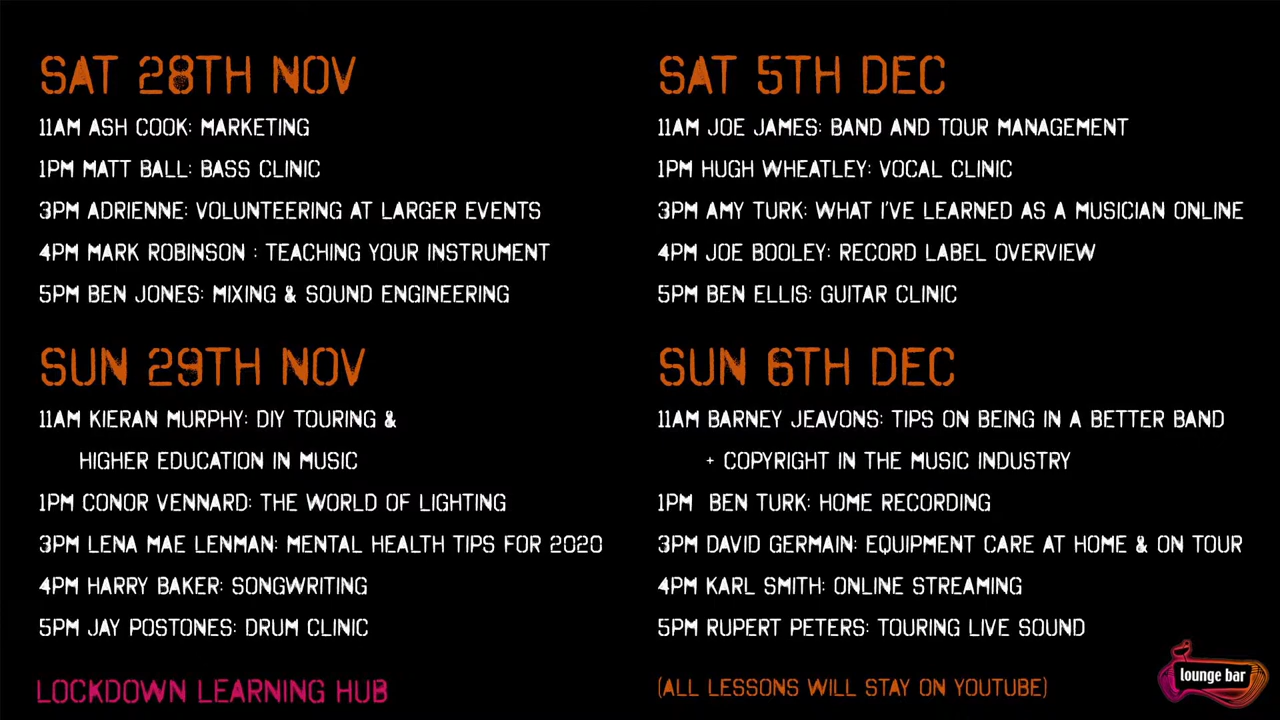 SAT 28TH NOV
11AM ASH COOK: MARKETING
1PM MATT BALL: BASS CLINIC
3PM ADRIENNE: VOLUNTEERING AT LARGER EVENTS
4PM MARK ROBINSON : TEACHING YOUR INSTRUMENT
5PM BEN JONES: MIXING & SOUND ENGINEERING
SUN 29TH NOV
11AM KIERAN MURPHY: DIY TOURING &
HIGHER EDUCATION IN MUSIC
1PM CONOR VENNARD: THE WORLD OF LIGHTING
3PM LENA MAE LENMAN: MENTAL HEALTH TIPS FOR 2020
4PM HARRY BAKER: SONGWRITING
5PM JAY POSTONES: DRUM CLINIC
LOCKDOWN LEARNING HUB
SAT 5TH DEC
11AM JOE JAMES: BAND AND TOUR MANAGEMENT
1PM HUGH WHEATLEY: VOCAL CLINIC
3PM AMY TURK: WHAT I'VE LEARNED AS A MUSICIAN ONLINE
4PM JOE BOOLEY: RECORD LABEL OVERVIEW
5PM BEN ELLIS: GUITAR CLINIC
SUN 6TH DEC
11AM BARNEY JEAVONS: TIPS ON BEING IN A BETTER BAND
+ COPYRIGHT IN THE MUSIC INDUSTRY
1PM BEN TURK: HOME RECORDING
3PM DAVID GERMAIN: EQUIPMENT CARE AT HOME & ON TOUR
4PM KARL SMITH: ONLINE STREAMING
5PM RUPERT PETERS: TOURING LIVE SOUND
(ALL LESSONS WILL STAY ON YOUTUBE)
lounge bar